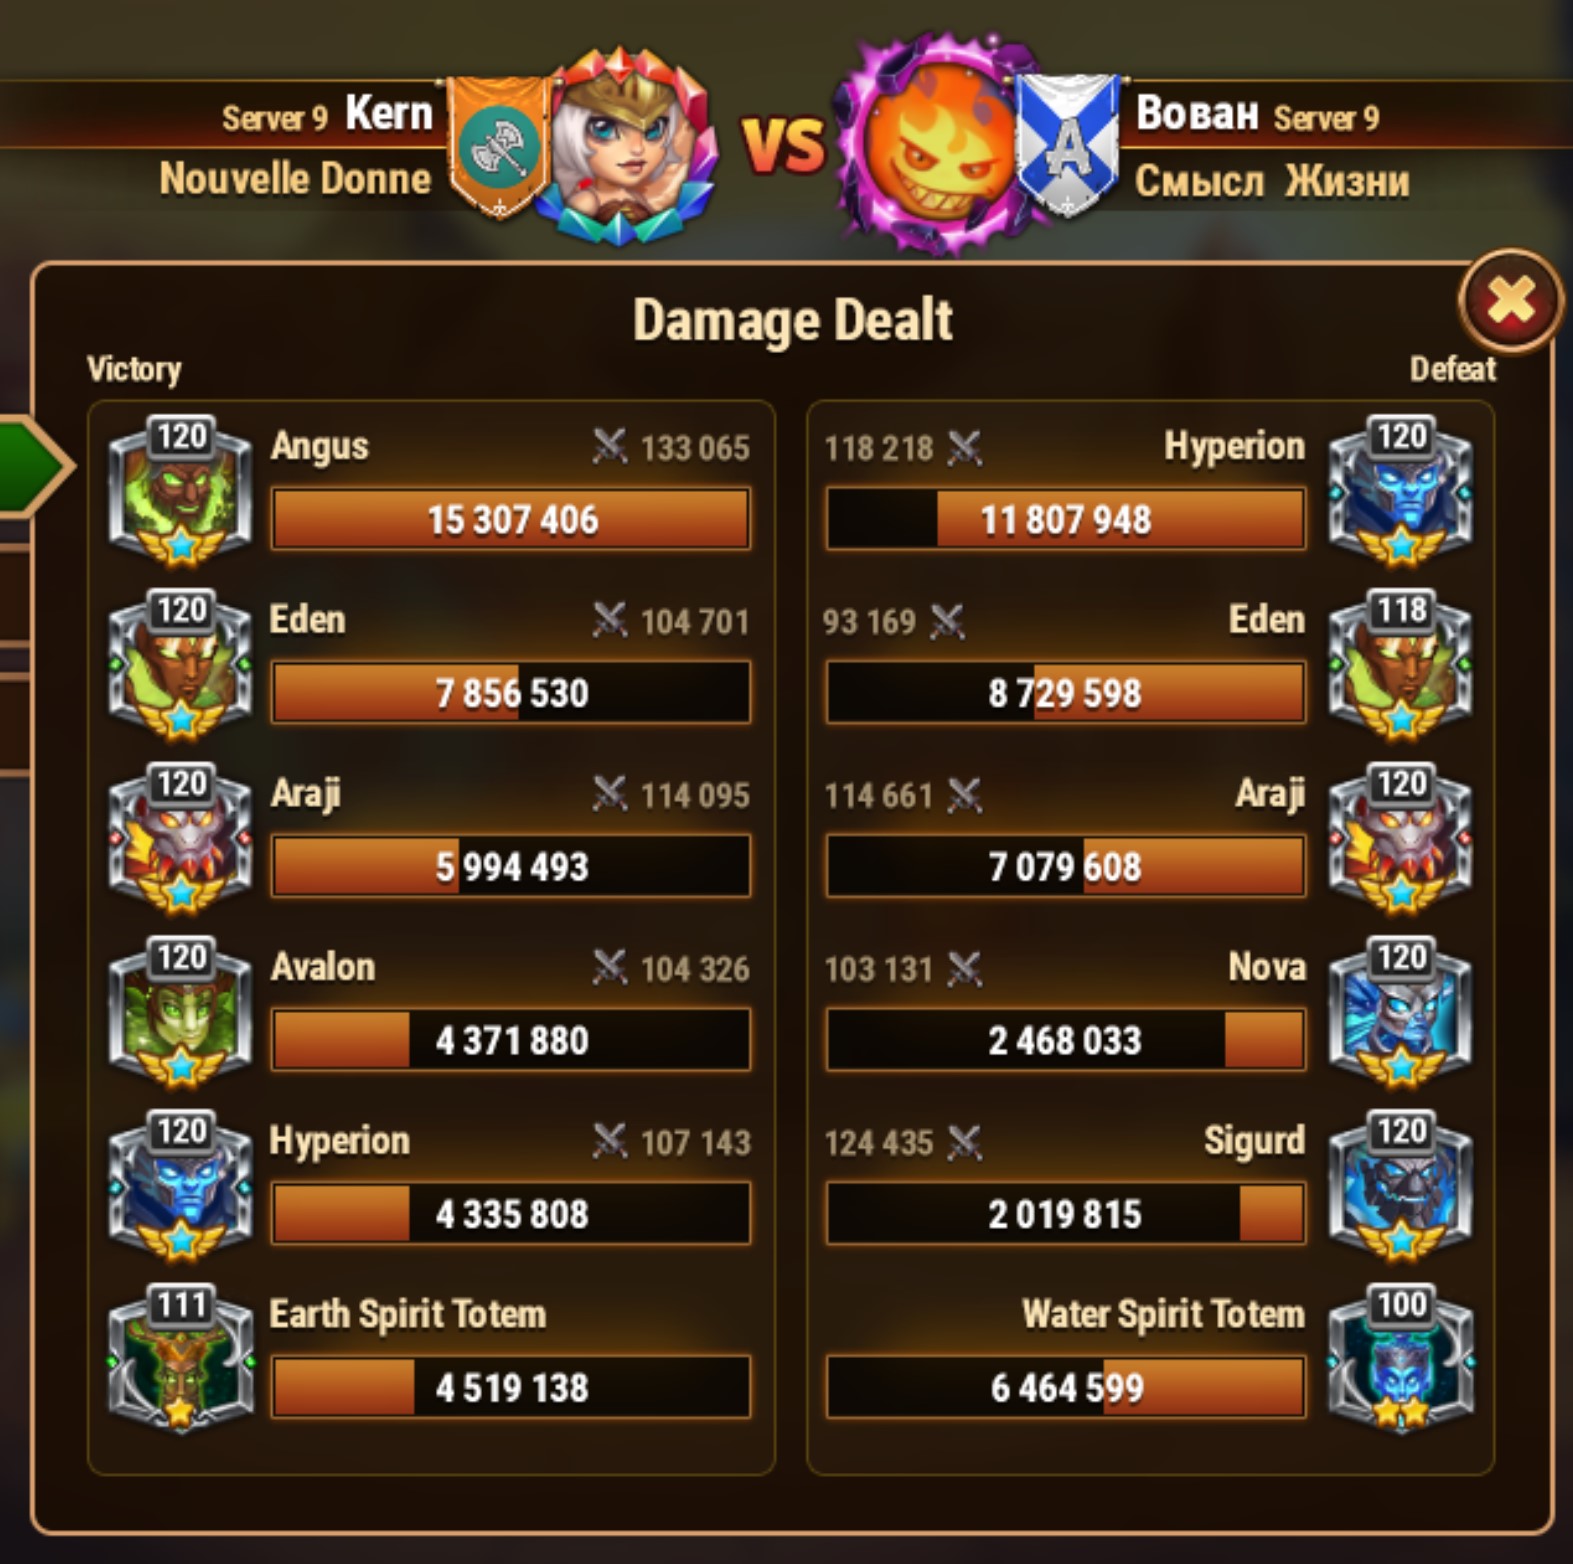 Server 9 Kern
Nouvelle Donne
VS
Вован Server 9
Смысл Жизни
A
Damage Dealt
Victory
Defeat
120 Angus 133 065
15 307 406
120 Eden 104 701
7 856 530
120 Araji 114 095
5 994 493
120 Avalon 104 326
4 371 880
120 Hyperion 107 143
4 335 808
111 Earth Spirit Totem
4 519 138
118 218 Hyperion 120
11 807 948
93 169 Eden 118
8 729 598
114 661 Araji 120
7 079 608
103 131 Nova 120
2 468 033
124 435 Sigurd 120
2 019 815
Water Spirit Totem 100
6 464 599